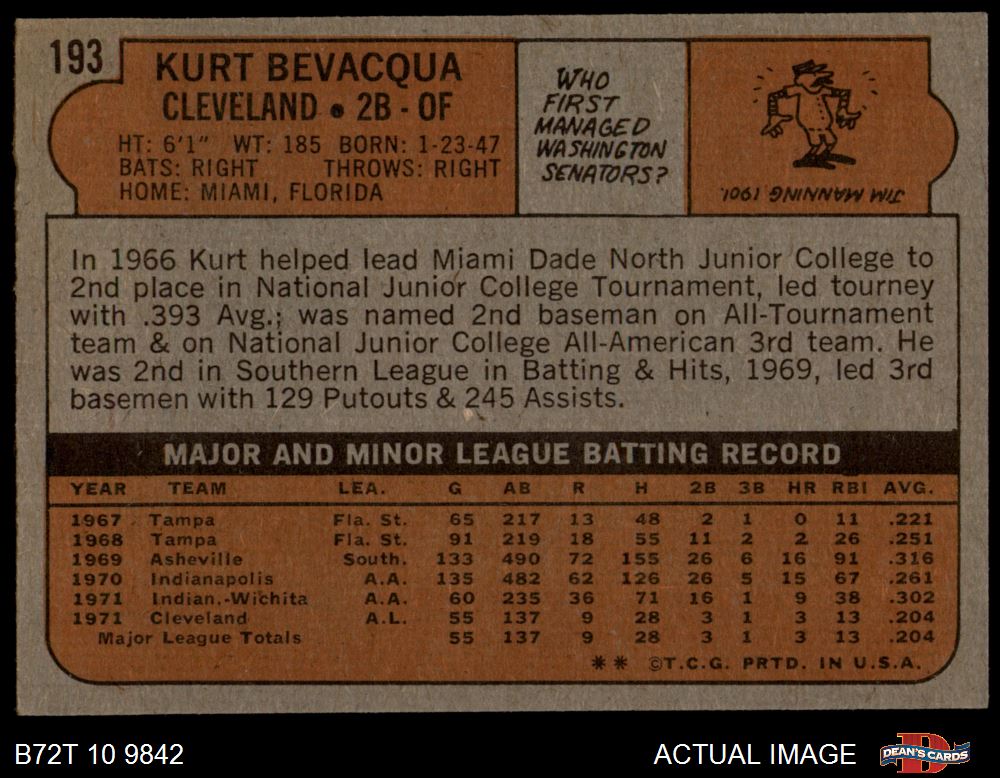 193
KURT BEVACQUA
CLEVELAND • 2B - OF
HT: 6'1" WT: 185 BORN: 1-23-47
BATS: RIGHT THROWS: RIGHT
HOME: MIAMI, FLORIDA
WHO
FIRST
MANAGED
WASHINGTON
SENATORS?
JIM MANNING 1901.
In 1966 Kurt helped lead Miami Dade North Junior College to
2nd place in National Junior College Tournament, led tourney
with .393 Avg.; was named 2nd baseman on All-Tournament
team & on National Junior College All-American 3rd team. He
was 2nd in Southern League in Batting & Hits, 1969, led 3rd
basemen with 129 Putouts & 245 Assists.
MAJOR AND MINOR LEAGUE BATTING RECORD
YEAR TEAM LEA. G AB R H 2B 3B HR RBI AVG.
1967 Tampa Fla. St. 65 217 13 48 2 1 0 11 .221
1968 Tampa Fla. St. 91 219 18 55 11 2 2 26 .251
1969 Asheville South. 133 490 72 155 26 6 16 91 .316
1970 Indianapolis A.A. 135 482 62 126 26 5 15 67 .261
1971 Indian.-Wichita A.A. 60 235 36 71 16 1 9 38 .302
1971 Cleveland A.L. 55 137 9 28 3 1 3 13 .204
Major League Totals 55 137 9 28 3 1 3 13 .204
** ©T.C.G. PRTD. IN U.S.A.
B72T 10 9842 ACTUAL IMAGE DEAN'S CARDS